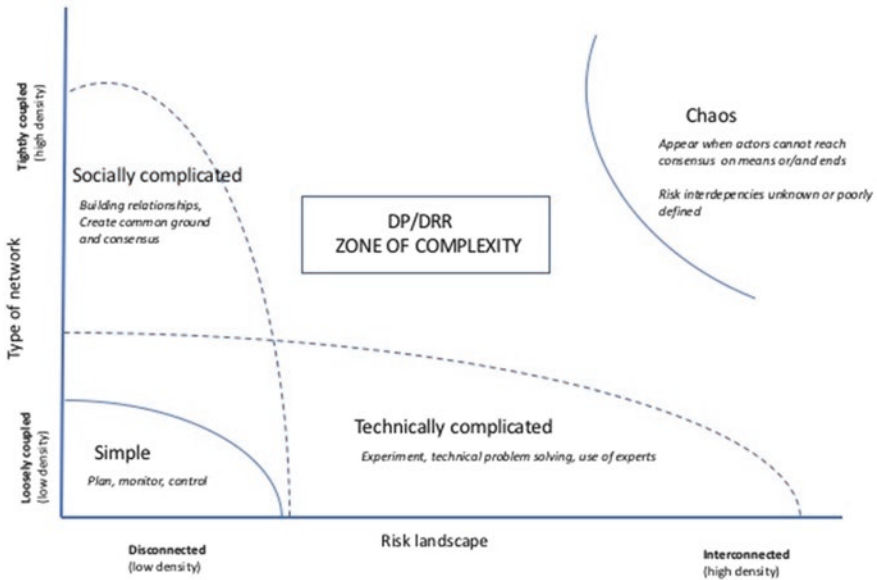 Tightly coupled
(high density)
Type of network
Loosely coupled
(low density)
Socially complicated
Building relationships,
Create common ground
and consensus
DP/DRR
ZONE OF COMPLEXITY
Chaos
Appear when actors cannot reach
consensus on means or/and ends
Risk interdepencies unknown or poorly
defined
Simple
Plan, monitor, control
Technically complicated
Experiment, technical problem solving, use of experts
Disconnected
(low density)
Risk landscape
Interconnected
(high density)